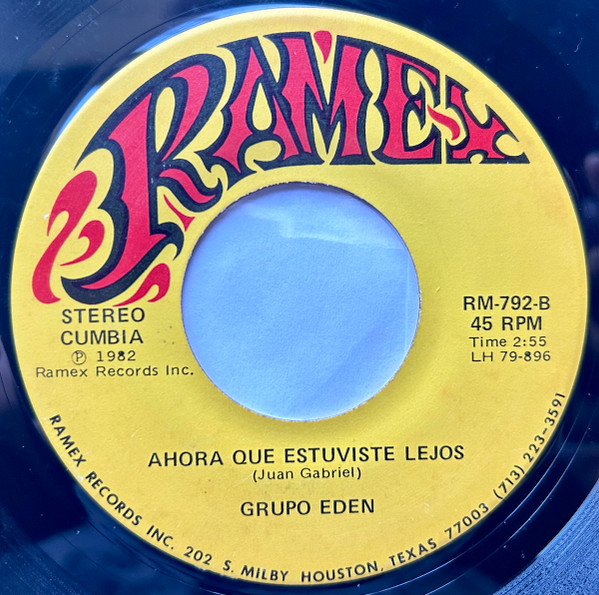 RAMEX
STEREO
CUMBIA
Ⓟ 1982
Ramex Records Inc.
RM-792-B
45 RPM
Time 2:55
LH 79-896
AHORA QUE ESTUVISTE LEJOS
(Juan Gabriel)
GRUPO EDEN
RAMEX RECORDS INC. 202 S. MILBY HOUSTON, TEXAS 77003 (713) 223-3591